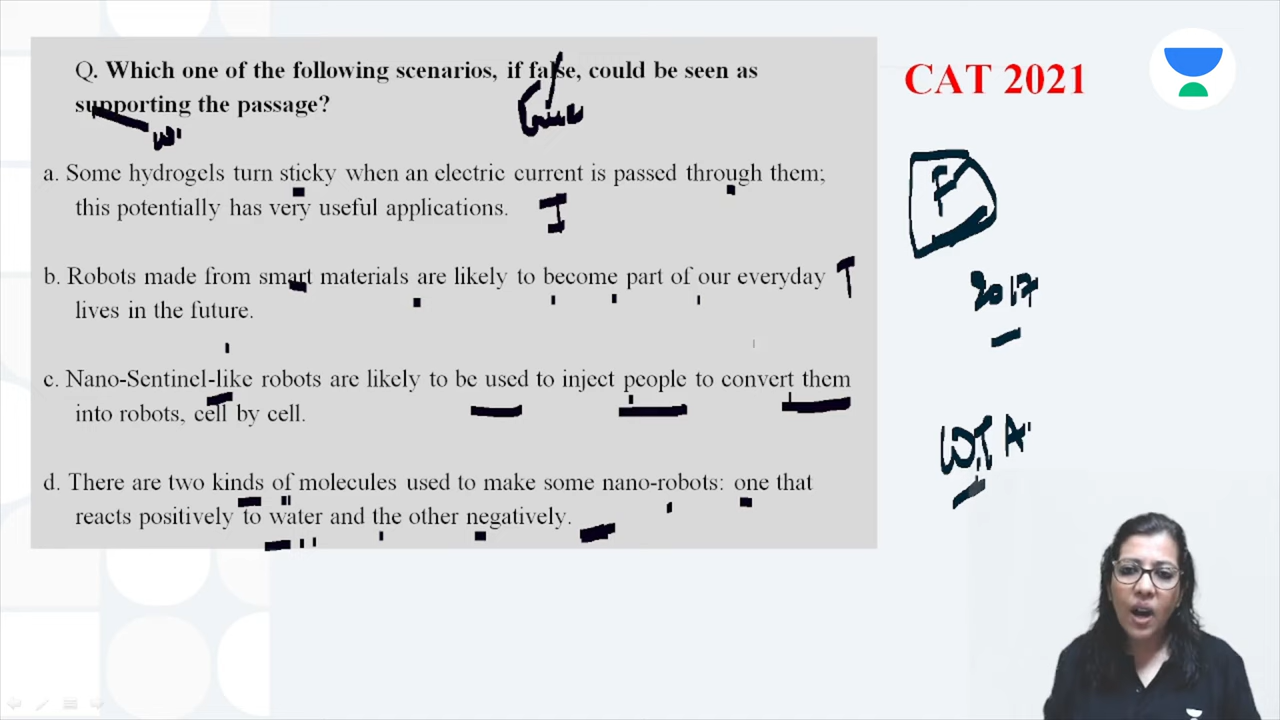 Q. Which one of the following scenarios, if false, could be seen as
supporting the passage?
True
W
a. Some hydrogels turn sticky when an electric current is passed through them;
this potentially has very useful applications.
I
b. Robots made from smart materials are likely to become part of our everyday
T
lives in the future.
c. Nano-Sentinel-like robots are likely to be used to inject people to convert them
into robots, cell by cell.
d. There are two kinds of molecules used to make some nano-robots: one that
reacts positively to water and the other negatively.
CAT 2021
F
2017